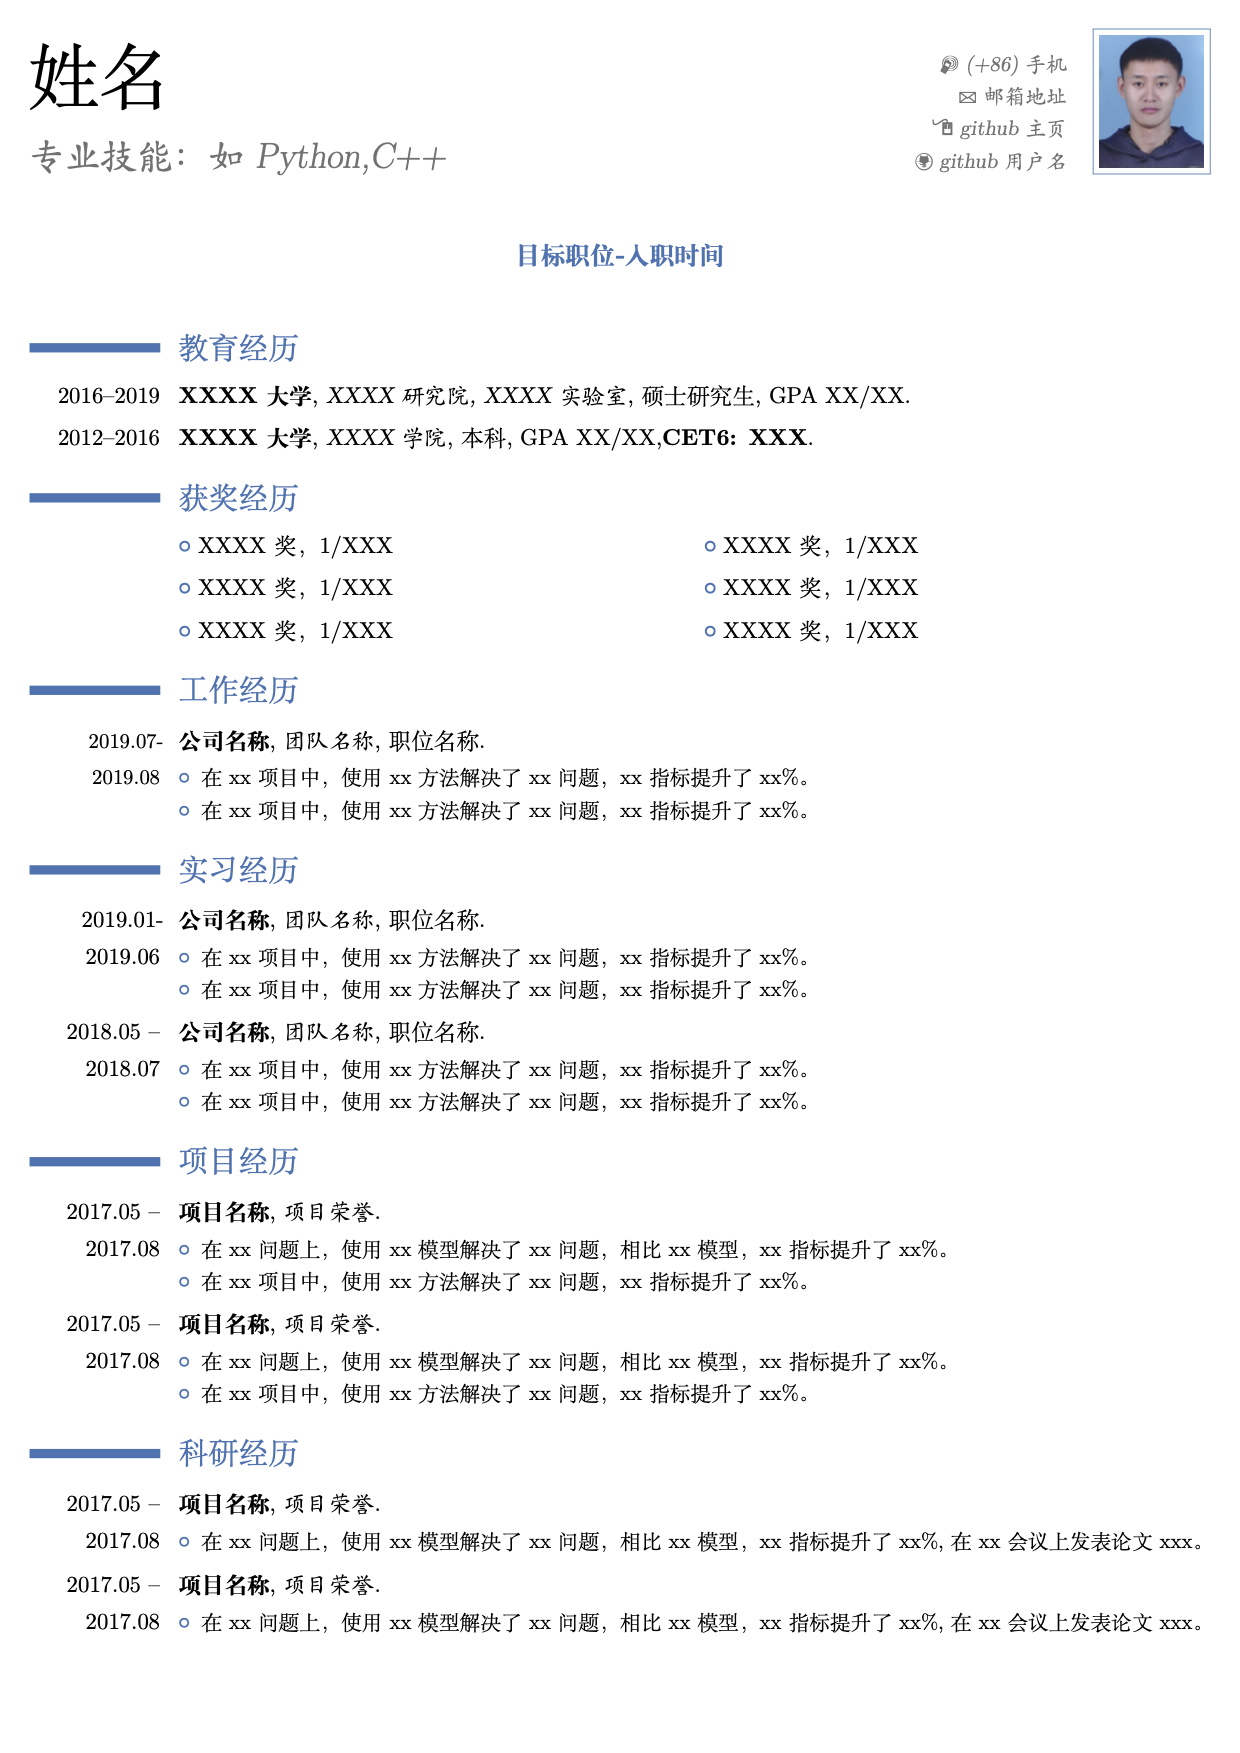 姓名
专业技能：如 Python,C++
(+86) 手机
邮箱地址
github 主页
github 用户名
目标职位-入职时间
教育经历
2016–2019 XXXX 大学, XXXX 研究院, XXXX 实验室, 硕士研究生, GPA XX/XX.
2012–2016 XXXX 大学, XXXX 学院, 本科, GPA XX/XX,CET6: XXX.
获奖经历
XXXX 奖，1/XXX XXXX 奖，1/XXX
XXXX 奖，1/XXX XXXX 奖，1/XXX
XXXX 奖，1/XXX XXXX 奖，1/XXX
工作经历
2019.07- 公司名称, 团队名称, 职位名称.
2019.08 在 xx 项目中，使用 xx 方法解决了 xx 问题，xx 指标提升了 xx%。
在 xx 项目中，使用 xx 方法解决了 xx 问题，xx 指标提升了 xx%。
实习经历
2019.01- 公司名称, 团队名称, 职位名称.
2019.06 在 xx 项目中，使用 xx 方法解决了 xx 问题，xx 指标提升了 xx%。
在 xx 项目中，使用 xx 方法解决了 xx 问题，xx 指标提升了 xx%。
2018.05 – 公司名称, 团队名称, 职位名称.
2018.07 在 xx 项目中，使用 xx 方法解决了 xx 问题，xx 指标提升了 xx%。
在 xx 项目中，使用 xx 方法解决了 xx 问题，xx 指标提升了 xx%。
项目经历
2017.05 – 项目名称, 项目荣誉.
2017.08 在 xx 问题上，使用 xx 模型解决了 xx 问题，相比 xx 模型，xx 指标提升了 xx%。
在 xx 项目中，使用 xx 方法解决了 xx 问题，xx 指标提升了 xx%。
2017.05 – 项目名称, 项目荣誉.
2017.08 在 xx 问题上，使用 xx 模型解决了 xx 问题，相比 xx 模型，xx 指标提升了 xx%。
在 xx 项目中，使用 xx 方法解决了 xx 问题，xx 指标提升了 xx%。
科研经历
2017.05 – 项目名称, 项目荣誉.
2017.08 在 xx 问题上，使用 xx 模型解决了 xx 问题，相比 xx 模型，xx 指标提升了 xx%, 在 xx 会议上发表论文 xxx。
2017.05 – 项目名称, 项目荣誉.
2017.08 在 xx 问题上，使用 xx 模型解决了 xx 问题，相比 xx 模型，xx 指标提升了 xx%, 在 xx 会议上发表论文 xxx。